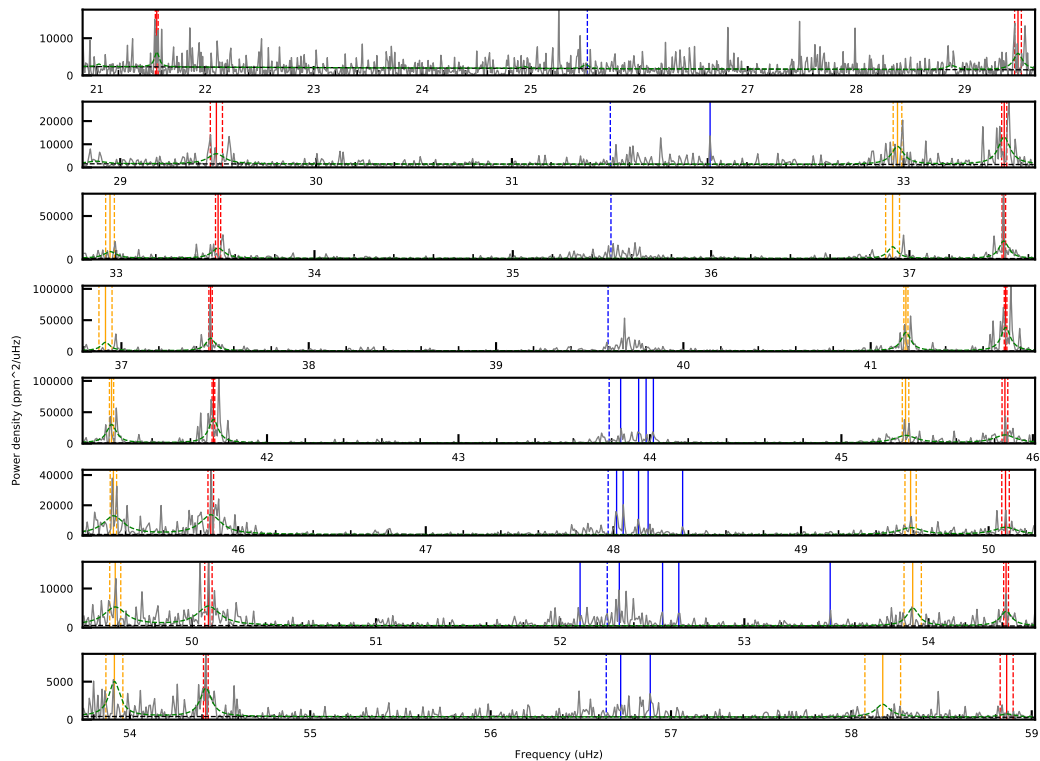 10000
0
21 22 23 24 25 26 27 28 29
20000
10000
0
29 30 31 32 33
50000
0
33 34 35 36 37
100000
50000
0
37 38 39 40 41
100000
50000
0
42 43 44 45 46
40000
20000
0
46 47 48 49 50
10000
0
50 51 52 53 54
5000
0
54 55 56 57 58 59
Power density (ppm^2/uHz)
Frequency (uHz)